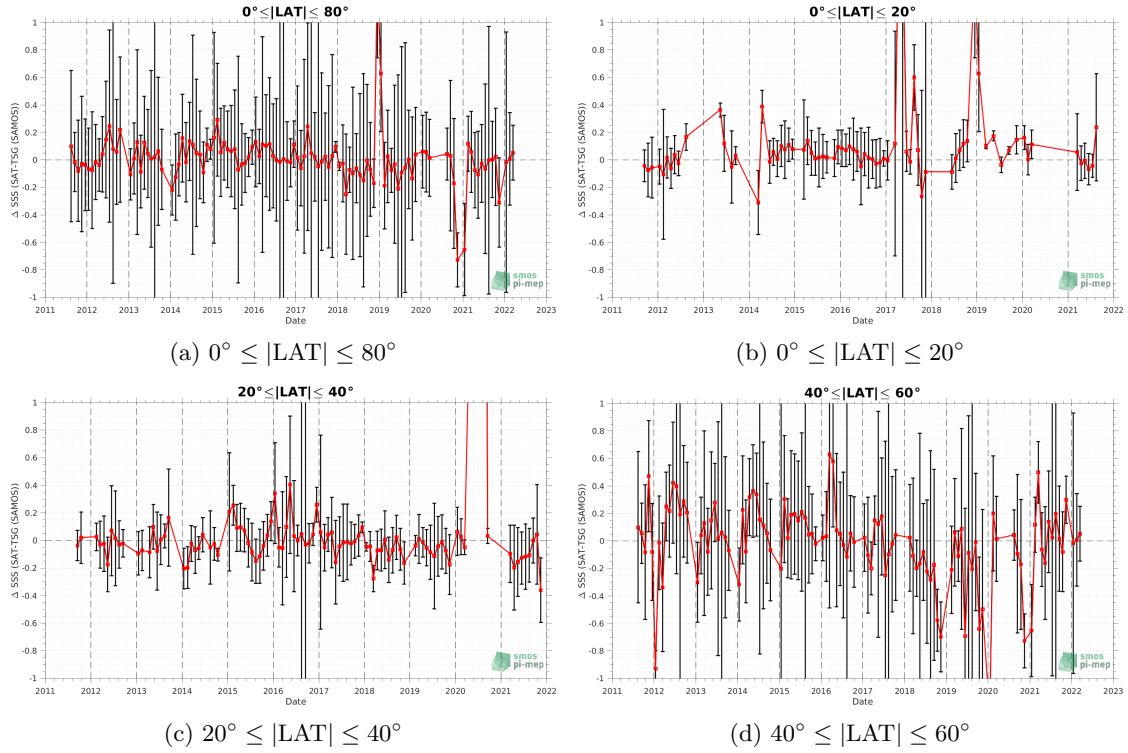 0°≤|LAT|≤ 80°
Δ SSS (SAT-TSG (SAMOS))
1
0.8
0.6
0.4
0.2
0
-0.2
-0.4
-0.6
-0.8
-1
2011 2012 2013 2014 2015 2016 2017 2018 2019 2020 2021 2022 2023
Date
smos
pi-mep
(a) 0° ≤ |LAT| ≤ 80°
0°≤|LAT|≤ 20°
Δ SSS (SAT-TSG (SAMOS))
1
0.8
0.6
0.4
0.2
0
-0.2
-0.4
-0.6
-0.8
-1
2011 2012 2013 2014 2015 2016 2017 2018 2019 2020 2021 2022
Date
smos
pi-mep
(b) 0° ≤ |LAT| ≤ 20°
20°≤|LAT|≤ 40°
Δ SSS (SAT-TSG (SAMOS))
1
0.8
0.6
0.4
0.2
0
-0.2
-0.4
-0.6
-0.8
-1
2011 2012 2013 2014 2015 2016 2017 2018 2019 2020 2021 2022
Date
smos
pi-mep
(c) 20° ≤ |LAT| ≤ 40°
40°≤|LAT|≤ 60°
Δ SSS (SAT-TSG (SAMOS))
1
0.8
0.6
0.4
0.2
0
-0.2
-0.4
-0.6
-0.8
-1
2011 2012 2013 2014 2015 2016 2017 2018 2019 2020 2021 2022 2023
Date
smos
pi-mep
(d) 40° ≤ |LAT| ≤ 60°